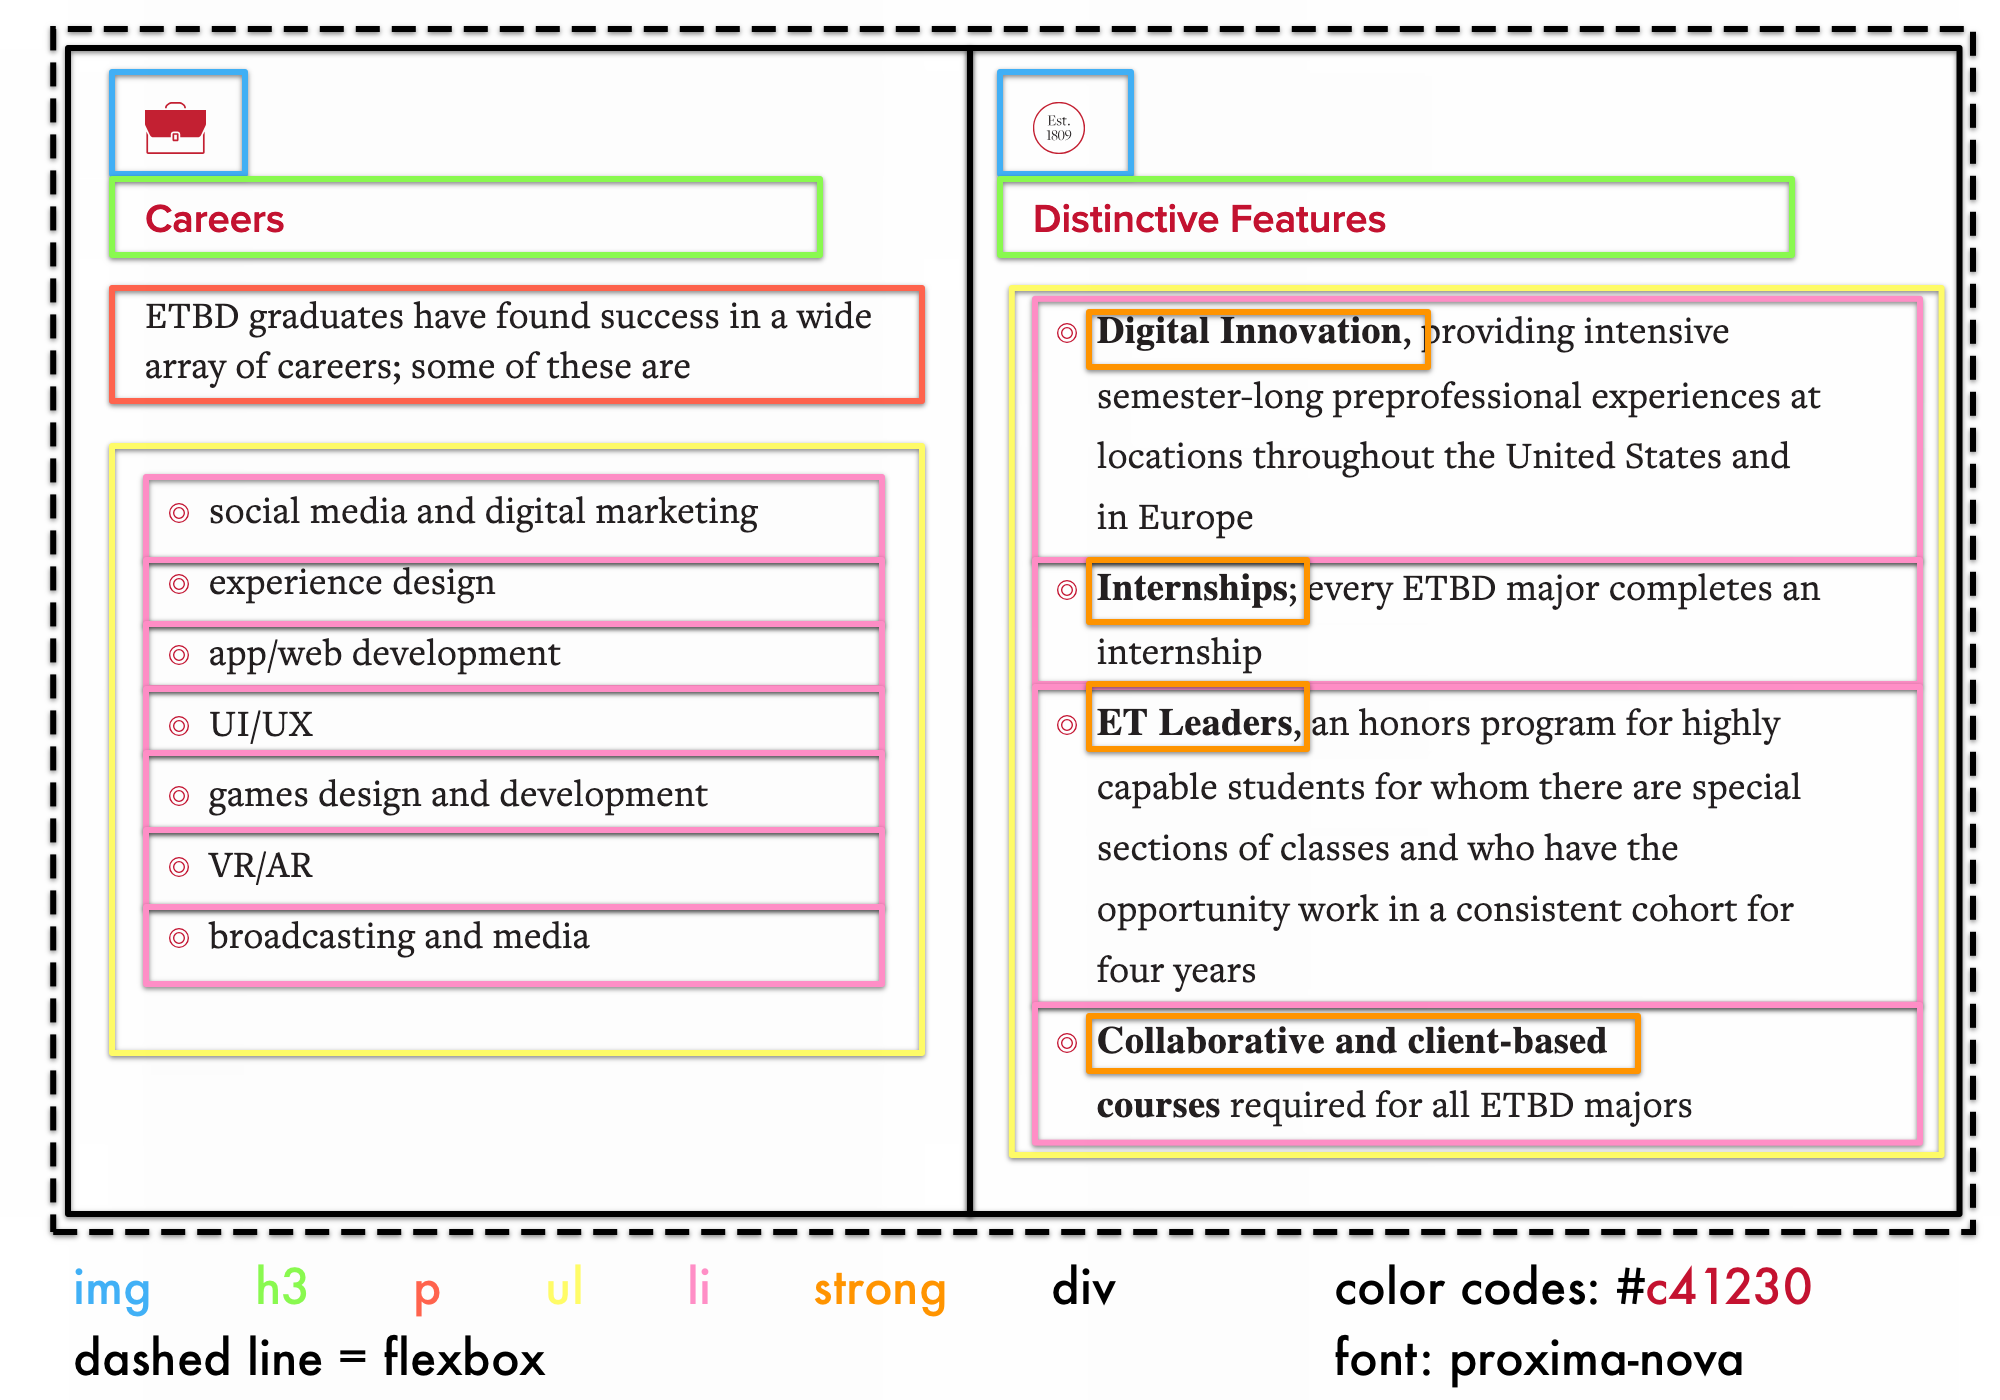 Careers
ETBD graduates have found success in a wide
array of careers; some of these are
social media and digital marketing
experience design
app/web development
UI/UX
games design and development
VR/AR
broadcasting and media
Est.
1809
Distinctive Features
Digital Innovation, providing intensive
semester-long preprofessional experiences at
locations throughout the United States and
in Europe
Internships; every ETBD major completes an
internship
ET Leaders, an honors program for highly
capable students for whom there are special
sections of classes and who have the
opportunity work in a consistent cohort for
four years
Collaborative and client-based
courses required for all ETBD majors
img h3 p ul li strong div
dashed line = flexbox
color codes: #c41230
font: proxima-nova